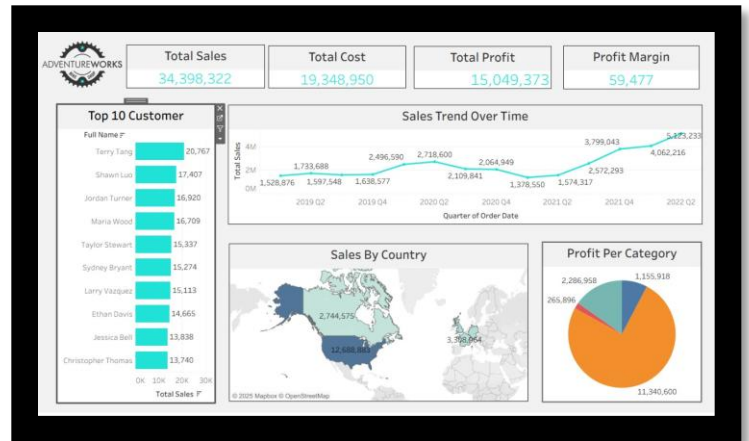 ADVENTUREWORKS
Total Sales
34,398,322
Total Cost
19,348,950
Total Profit
15,049,373
Profit Margin
59,477
Top 10 Customer
Full Name
Terry Tang 20,767
Shawn Luo 17,407
Jordan Turner 16,920
Maria Wood 16,709
Taylor Stewart 15,337
Sydney Bryant 15,274
Larry Vazquez 15,113
Ethan Davis 14,665
Jessica Bell 13,838
Christopher Thomas 13,740
0K 10K 20K 30K
Total Sales
Sales Trend Over Time
Total Sales
4M
2M
0M
1,528,876
1,733,688
1,597,548
1,638,577
2,496,590
2,718,600
2,109,841
2,064,949
1,378,550
1,574,317
2,572,293
3,799,043
4,062,216
5,123,233
2019 Q2 2019 Q4 2020 Q2 2020 Q4 2021 Q2 2021 Q4 2022 Q2
Quarter of Order Date
Sales By Country
2,744,575
3,308,964
© 2025 Mapbox © OpenStreetMap
Profit Per Category
2,286,958
1,155,918
265,896
11,340,600